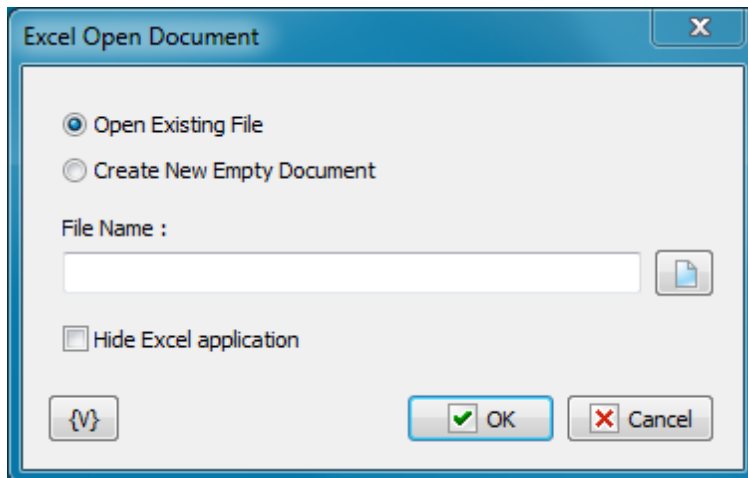 Excel Open Document
Open Existing File
Create New Empty Document
File Name :
Hide Excel application
{V} OK Cancel